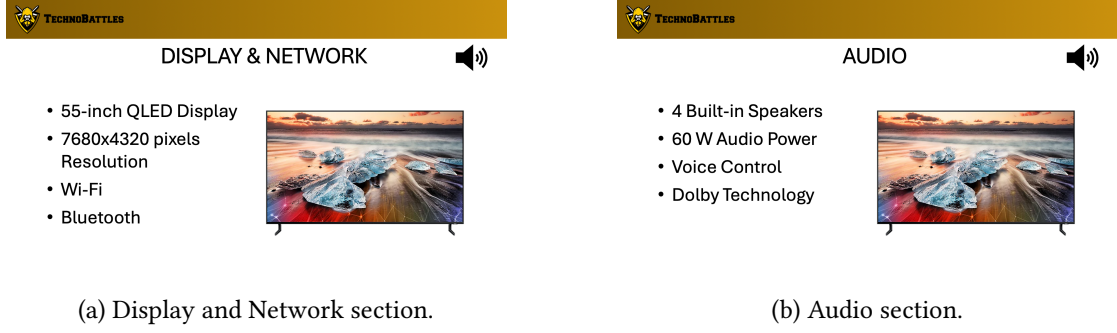 TECHNOBATTLES
DISPLAY & NETWORK
• 55-inch QLED Display
• 7680x4320 pixels
Resolution
• Wi-Fi
• Bluetooth
(a) Display and Network section.
TECHNOBATTLES
AUDIO
• 4 Built-in Speakers
• 60 W Audio Power
• Voice Control
• Dolby Technology
(b) Audio section.